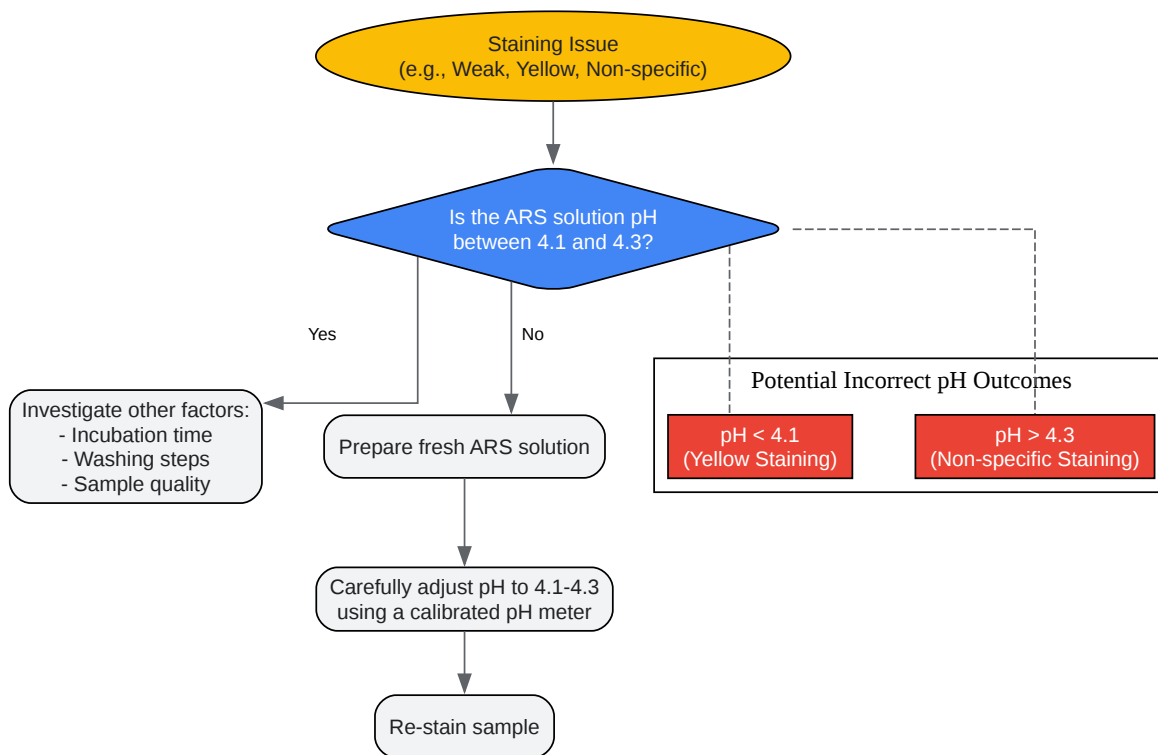 Staining Issue
(e.g., Weak, Yellow, Non-specific)
Is the ARS solution pH
between 4.1 and 4.3?
Yes
No
Investigate other factors:
- Incubation time
- Washing steps
- Sample quality
Prepare fresh ARS solution
Potential Incorrect pH Outcomes
pH < 4.1
(Yellow Staining)
pH > 4.3
(Non-specific Staining)
Carefully adjust pH to 4.1-4.3
using a calibrated pH meter
Re-stain sample